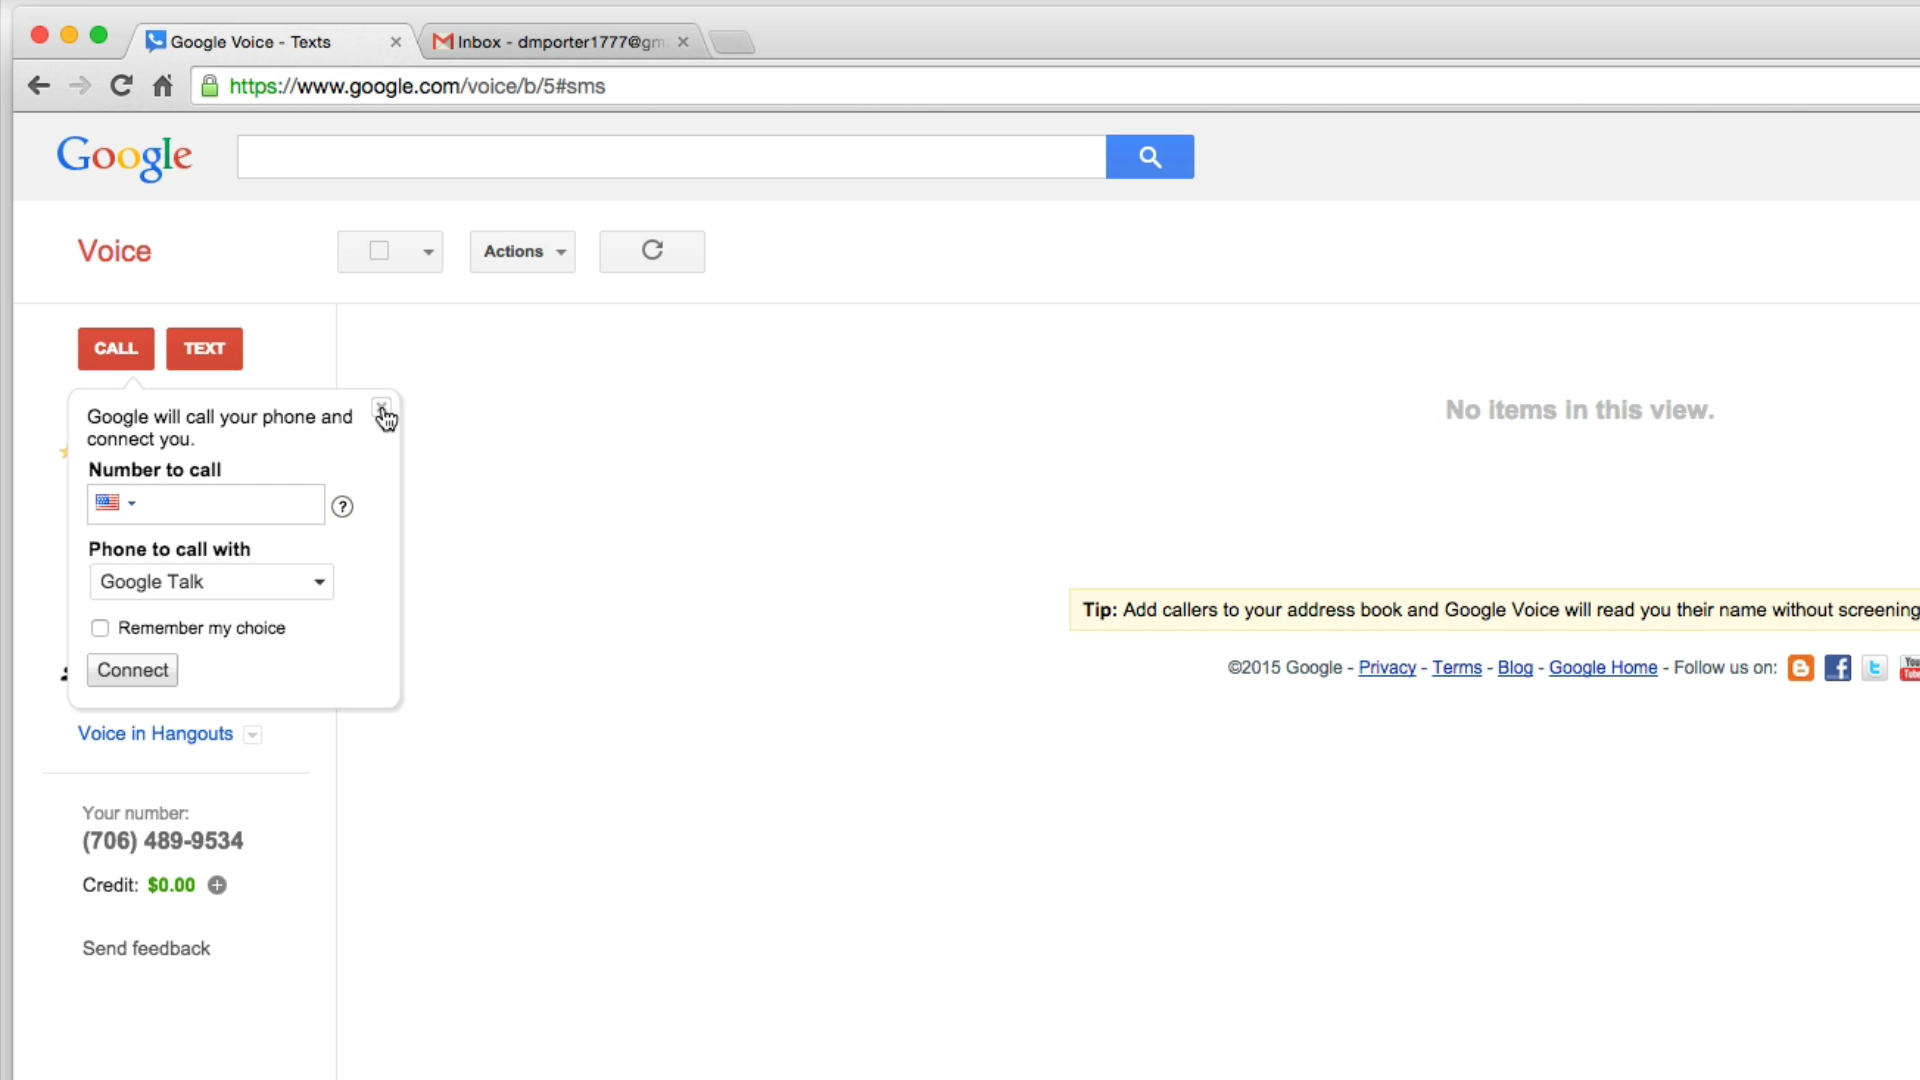 Google Voice - Texts
Inbox - dmporter1777@gm
https://www.google.com/voice/b/5#sms
Google
Voice
Actions
CALL
TEXT
No items in this view.
Google will call your phone and
connect you.
Number to call
?
Phone to call with
Google Talk
Remember my choice
Connect
Tip: Add callers to your address book and Google Voice will read you their name without screening
©2015 Google - Privacy - Terms - Blog - Google Home - Follow us on:
You
Tube
Voice in Hangouts
Your number:
(706) 489-9534
Credit: $0.00
Send feedback